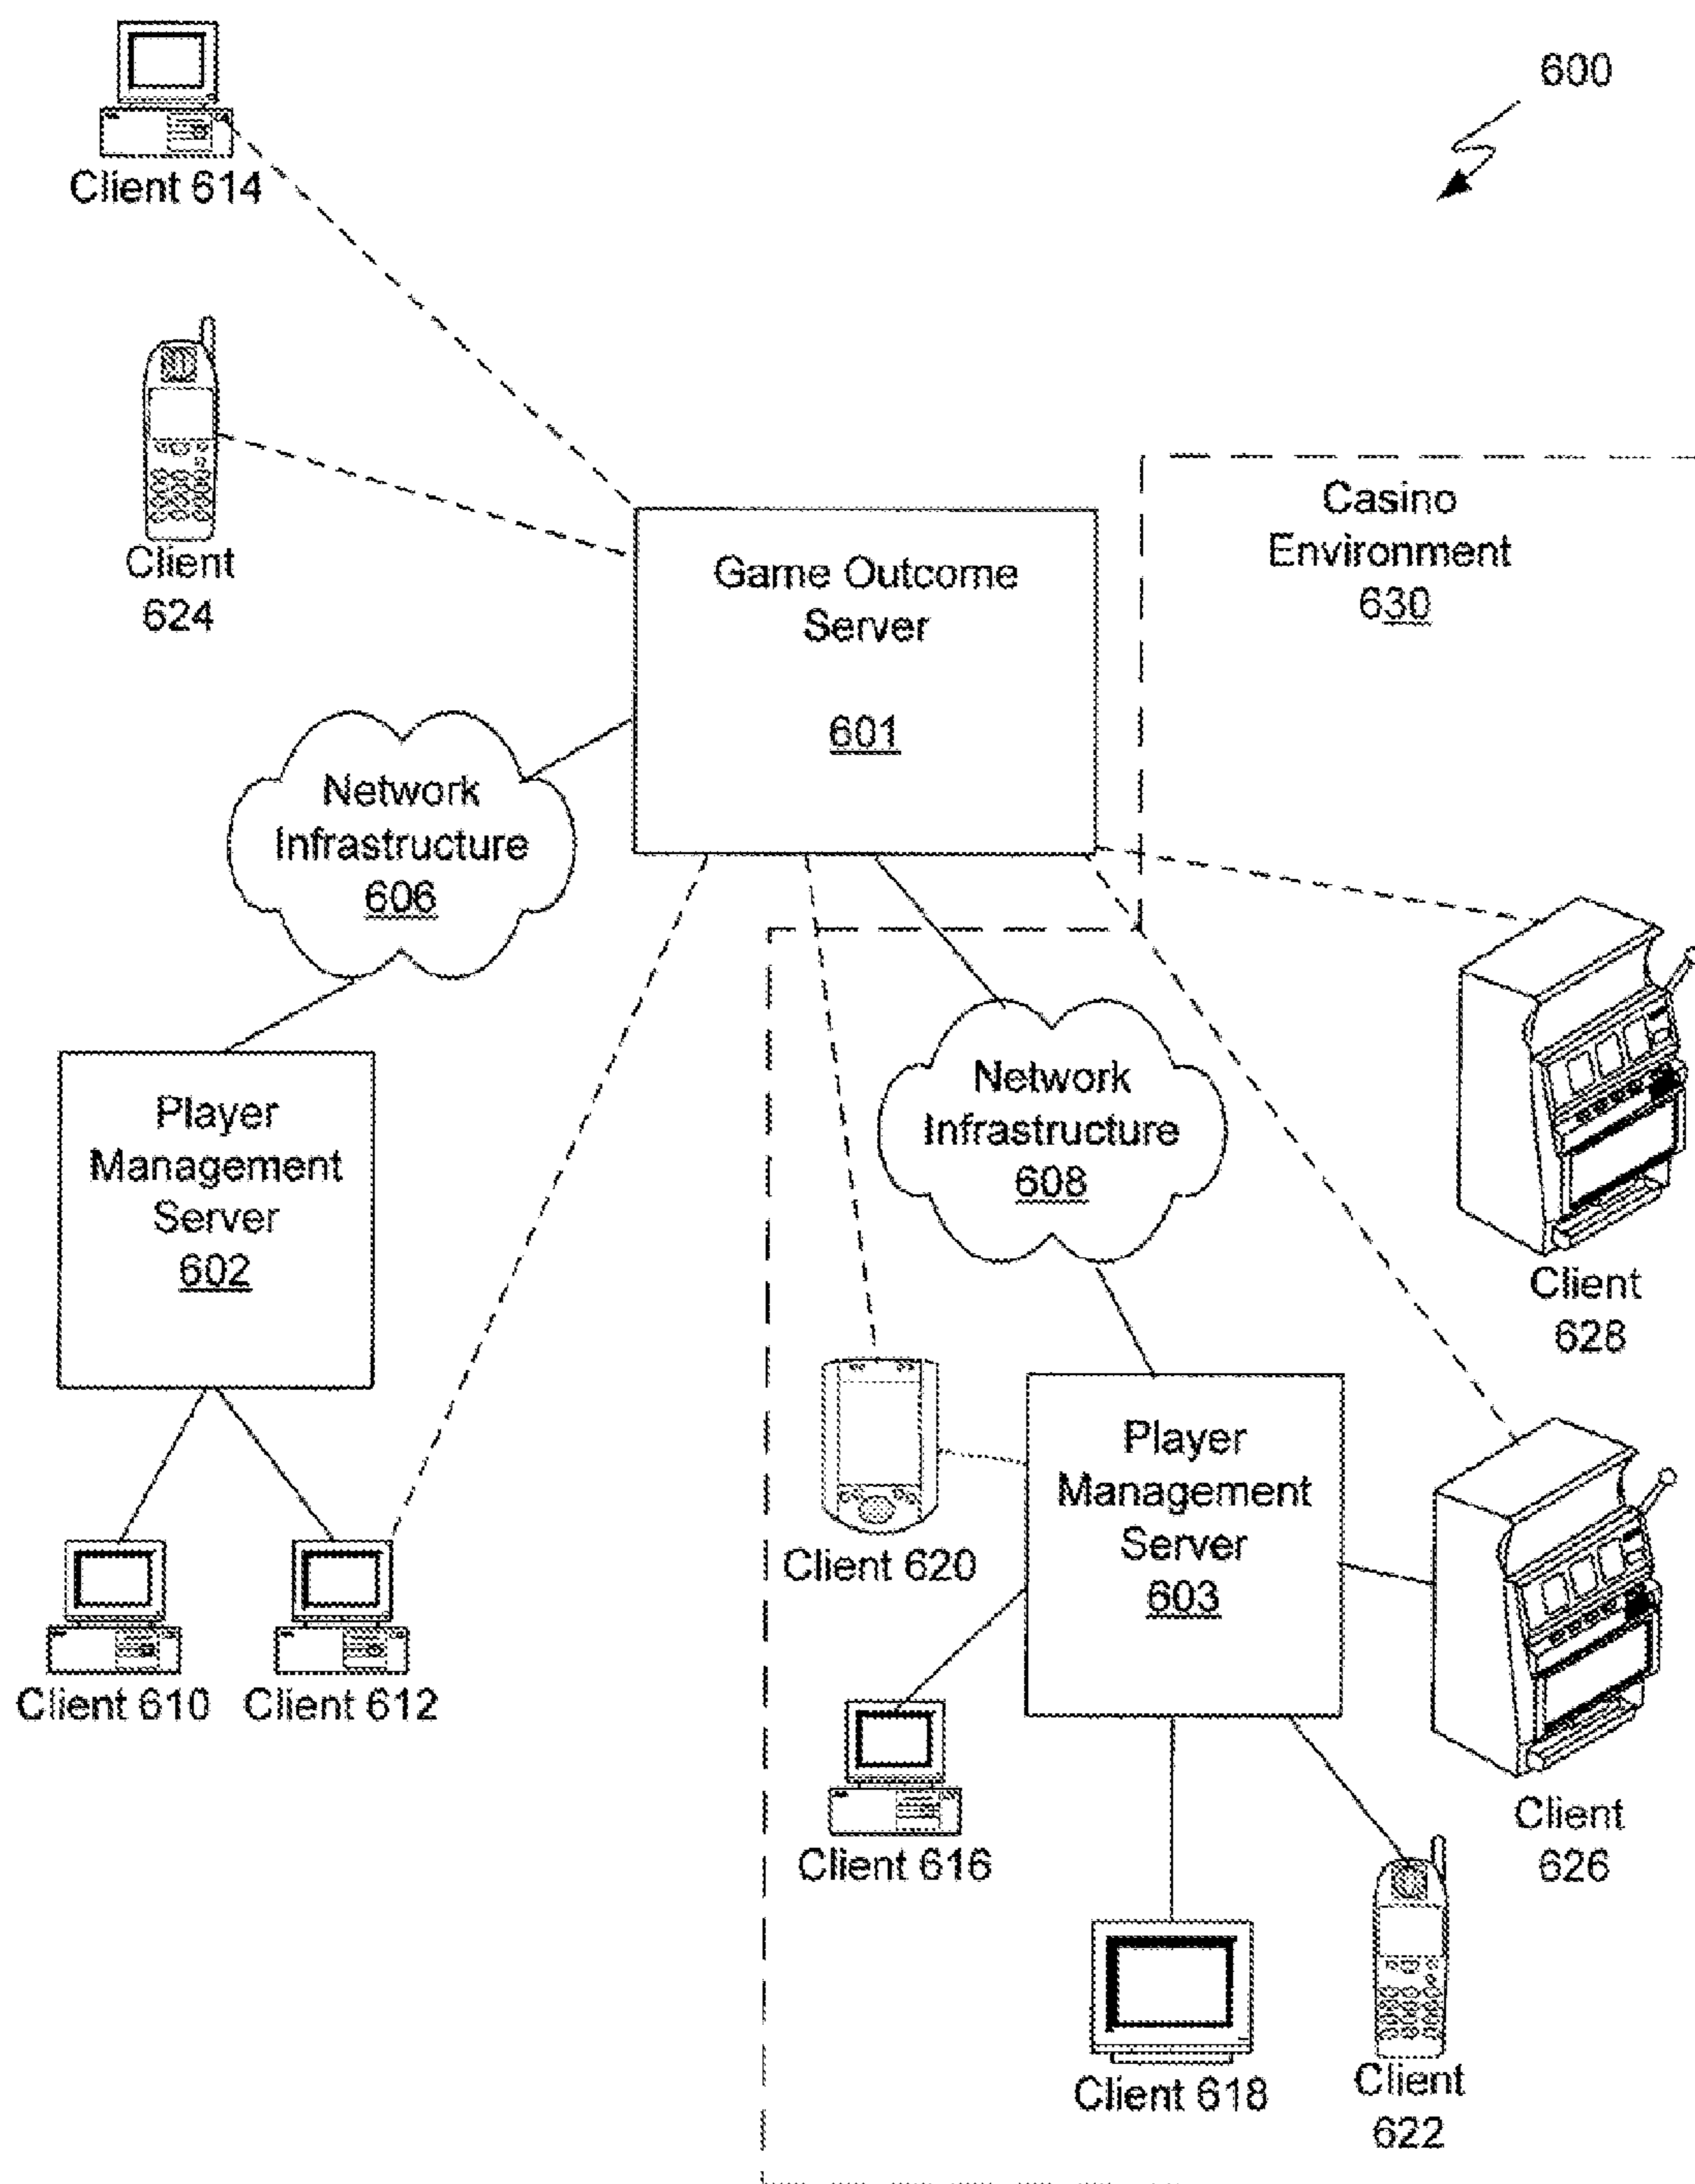 600
Client 614
Client
624
Game Outcome
Server
601
Casino
Environment
630
Network
Infrastructure
606
Network
Infrastructure
608
Player
Management
Server
602
Client
628
Player
Management
Server
603
Client 620
Client 610
Client 612
Client 616
Client
626
Client 618
Client
622